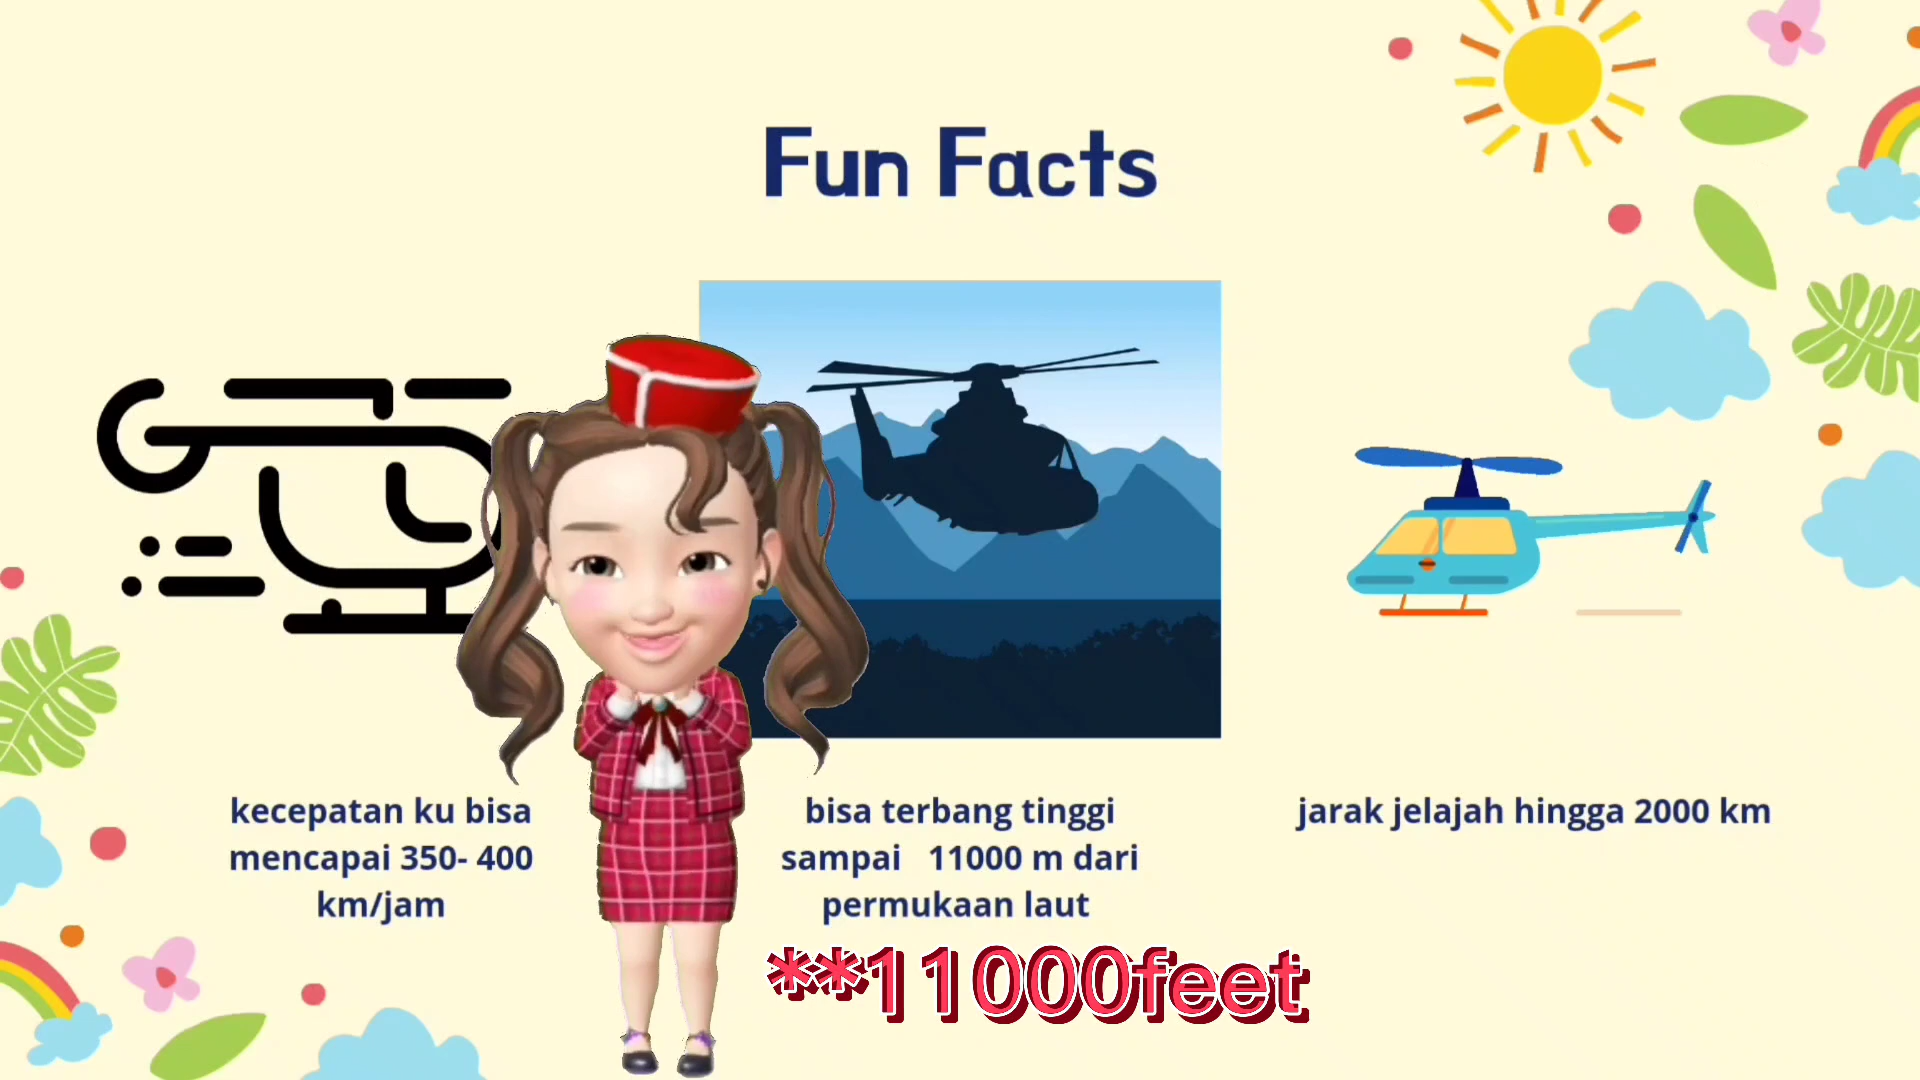 Fun Facts
kecepatan ku bisa
mencapai 350- 400
km/jam
bisa terbang tinggi
sampai 11000 m dari
permukaan laut
jarak jelajah hingga 2000 km
**11000feet